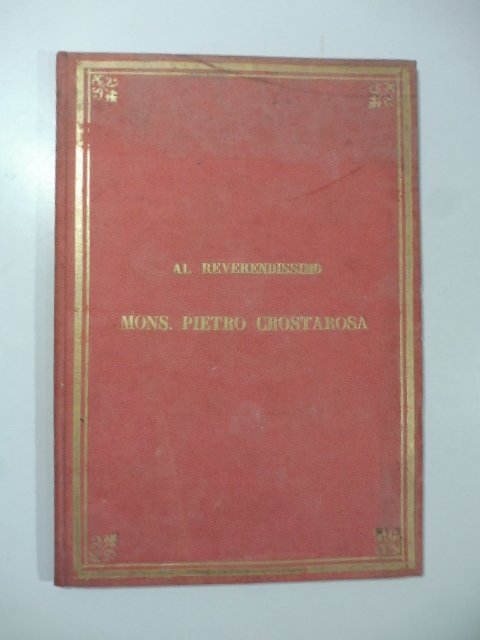 AL REVERENDISSIMO
MONS. PIETRO CROSTAROSA